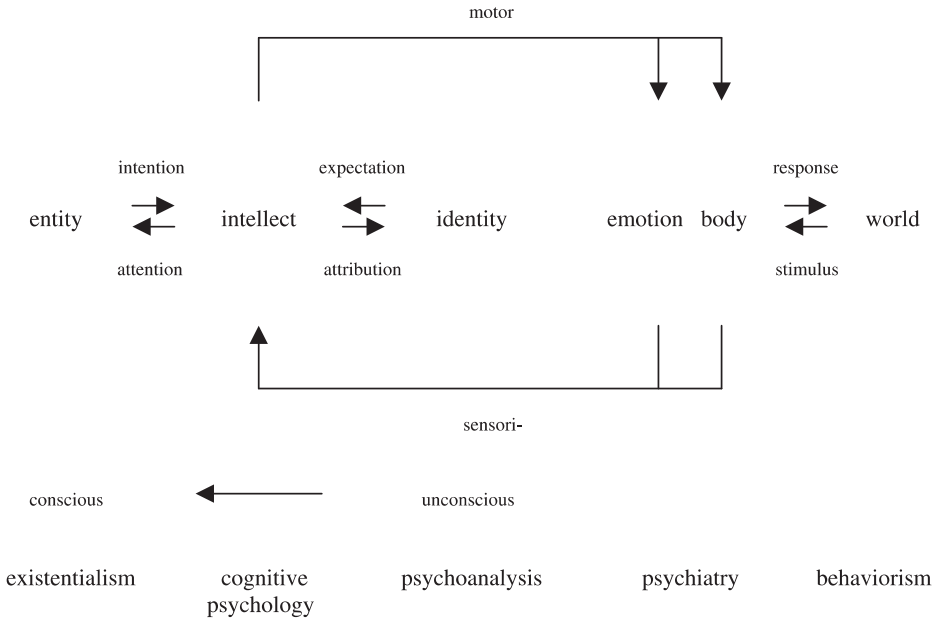 motor
intention expectation response
entity intellect identity emotion body world
attention attribution stimulus
sensori-
conscious unconscious
existentialism cognitive psychoanalysis psychiatry behaviorism
psychology